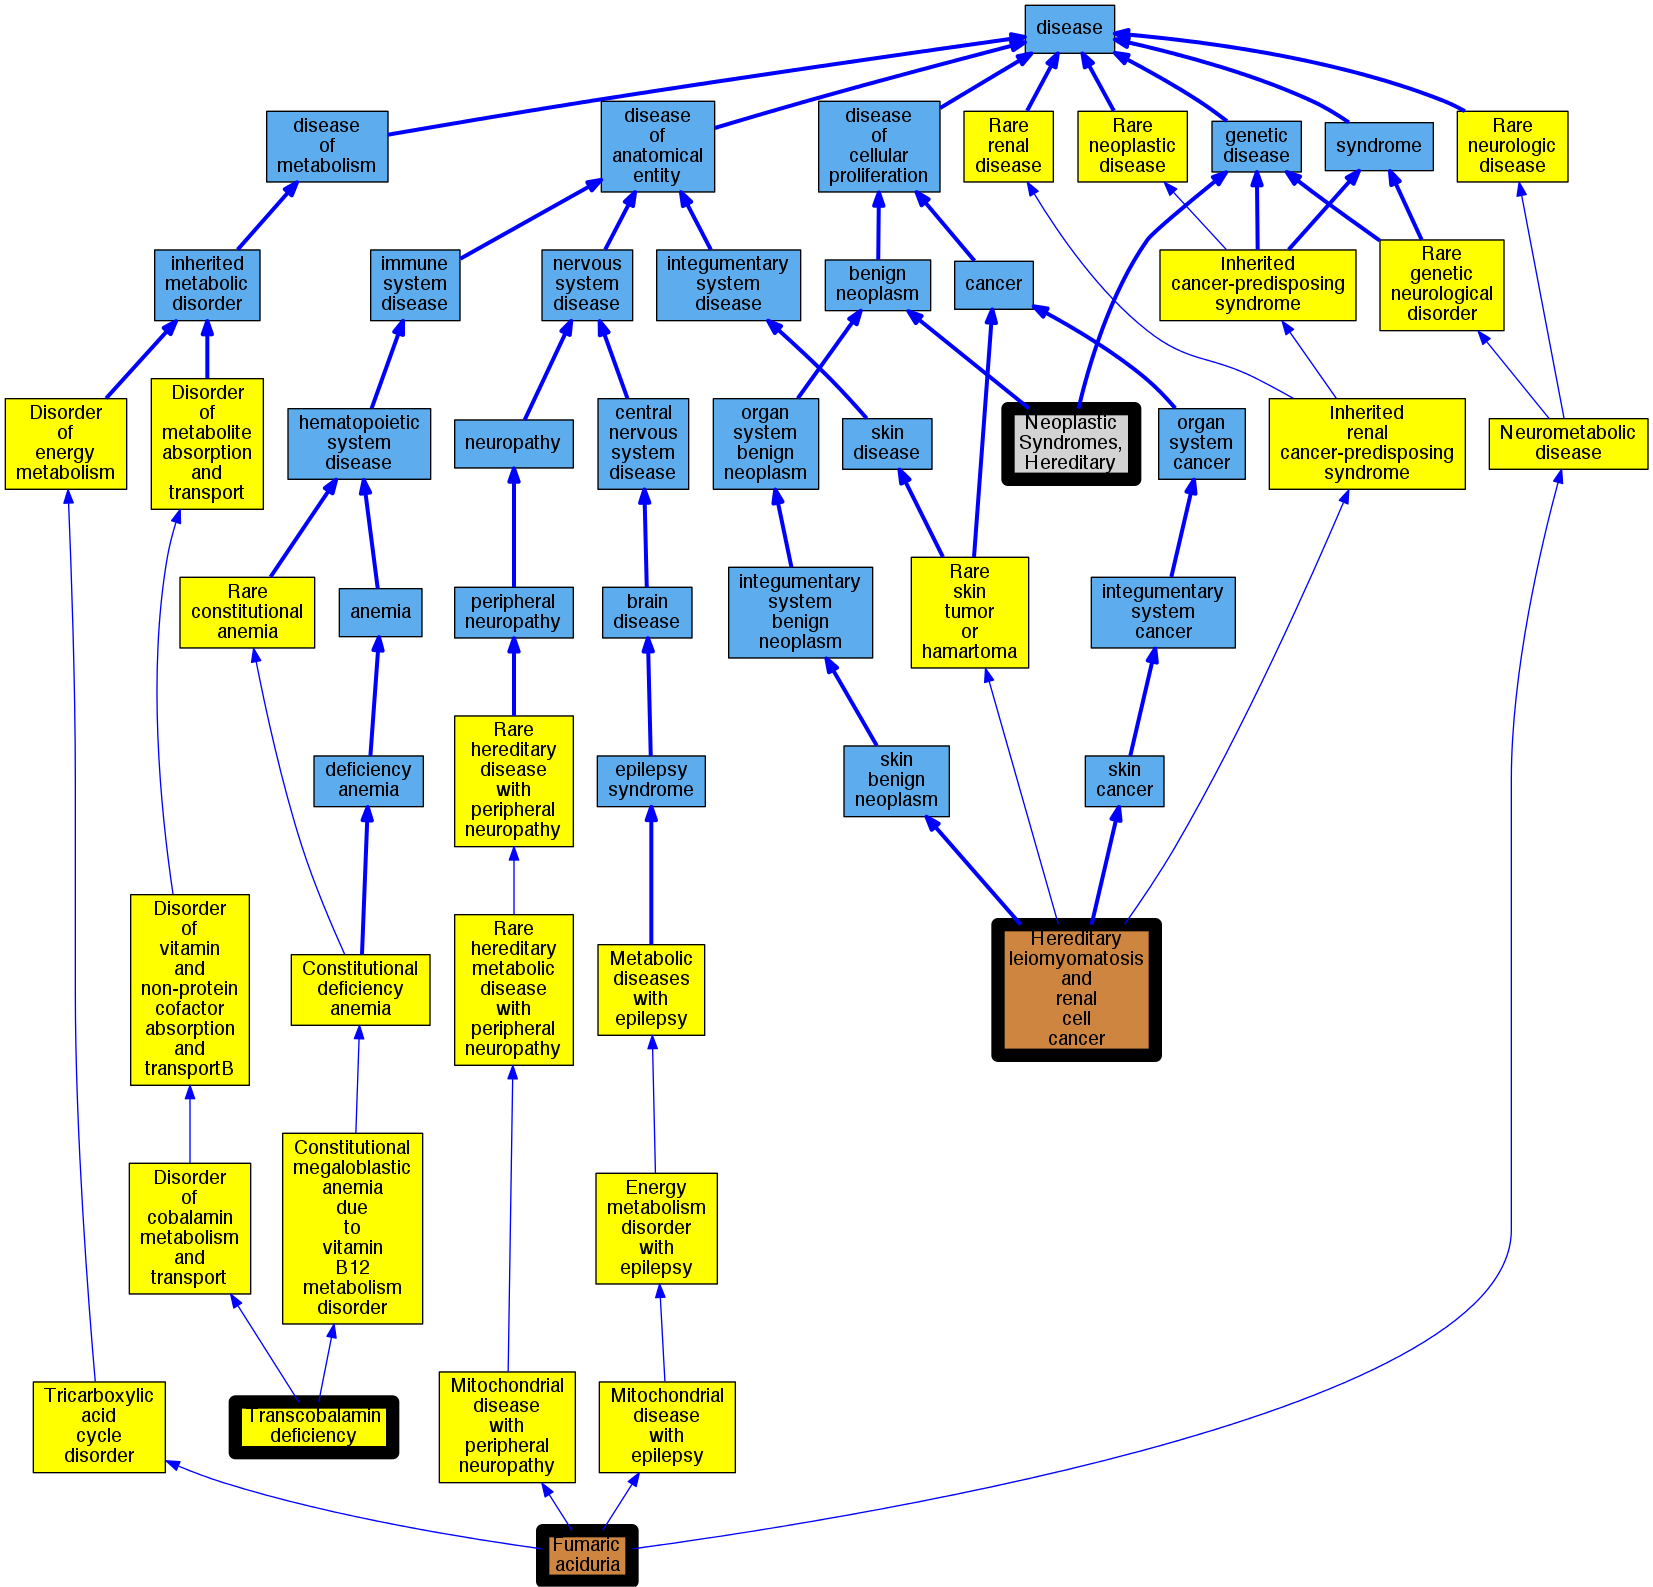 disease
disease
of
metabolism
disease
of
anatomical
entity
disease
of
cellular
proliferation
Rare
renal
disease
Rare
neoplastic
disease
genetic
disease
syndrome
Rare
neurologic
disease
inherited
metabolic
disorder
immune
system
disease
nervous
system
disease
integumentary
system
disease
benign
neoplasm
cancer
Inherited
cancer-predisposing
syndrome
Rare
genetic
neurological
disorder
Disorder
of
energy
metabolism
Disorder
of
metabolite
absorption
and
transport
hematopoietic
system
disease
neuropathy
central
nervous
system
disease
organ
system
benign
neoplasm
skin
disease
Neoplastic
Syndromes,
Hereditary
organ
system
cancer
Inherited
renal
cancer-predisposing
syndrome
Neurometabolic
disease
Rare
constitutional
anemia
anemia
peripheral
neuropathy
brain
disease
integumentary
system
benign
neoplasm
Rare
skin
tumor
or
hamartoma
integumentary
system
cancer
deficiency
anemia
Rare
hereditary
disease
with
peripheral
neuropathy
epilepsy
syndrome
skin
benign
neoplasm
skin
cancer
Disorder
of
vitamin
and
non-protein
cofactor
absorption
and
transportB
Constitutional
deficiency
anemia
Rare
hereditary
metabolic
disease
with
peripheral
neuropathy
Metabolic
diseases
with
epilepsy
Hereditary
leiomyomatosis
and
renal
cell
cancer
Disorder
of
cobalamin
metabolism
and
transport
Constitutional
megaloblastic
anemia
due
to
vitamin
B12
metabolism
disorder
Energy
metabolism
disorder
with
epilepsy
Tricarboxylic
acid
cycle
disorder
Transcobalamin
deficiency
Mitochondrial
disease
with
peripheral
neuropathy
Mitochondrial
disease
with
epilepsy
Fumaric
aciduria